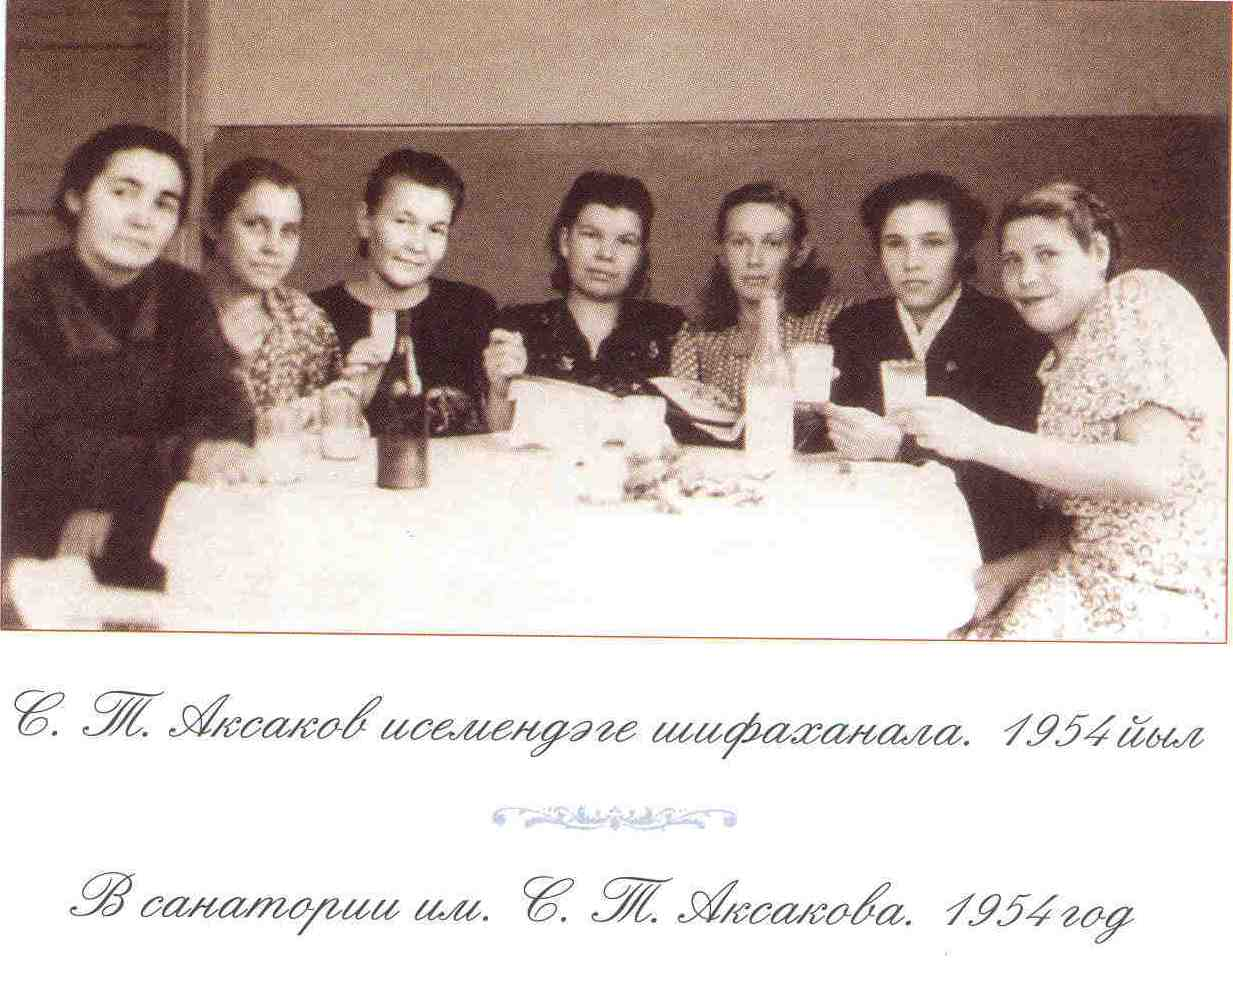 С. Т. Аксаков исемендәге шифаханала. 1954 йыл
В санатории им. С. Т. Аксакова. 1954 год